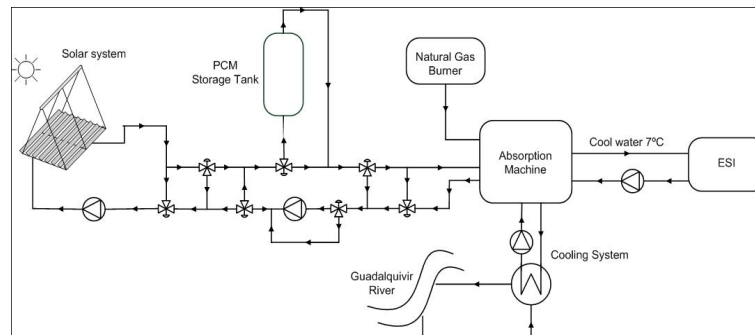 Solar system
PCM
Storage Tank
Natural Gas
Burner
Absorption
Machine
Cool water 7ºC
ESI
Cooling System
Guadalquivir
River